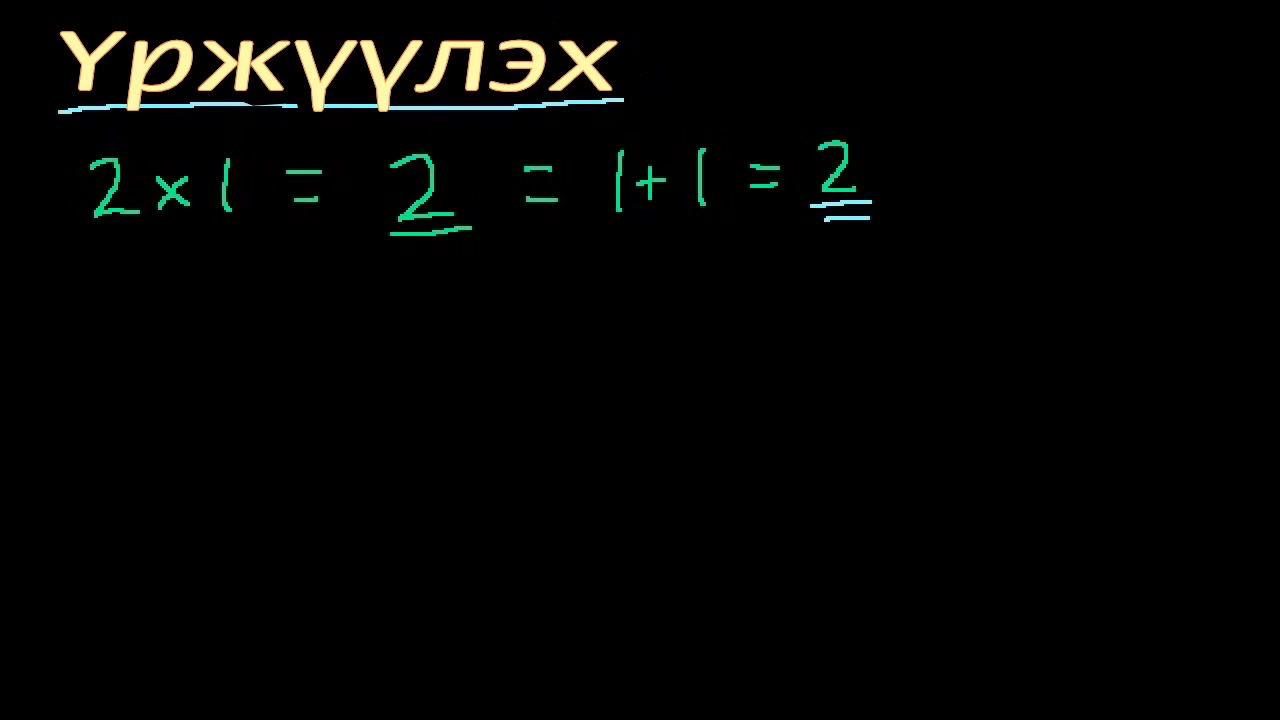 Үржүүлэх
2 × 1 = 2 = 1 + 1 = 2